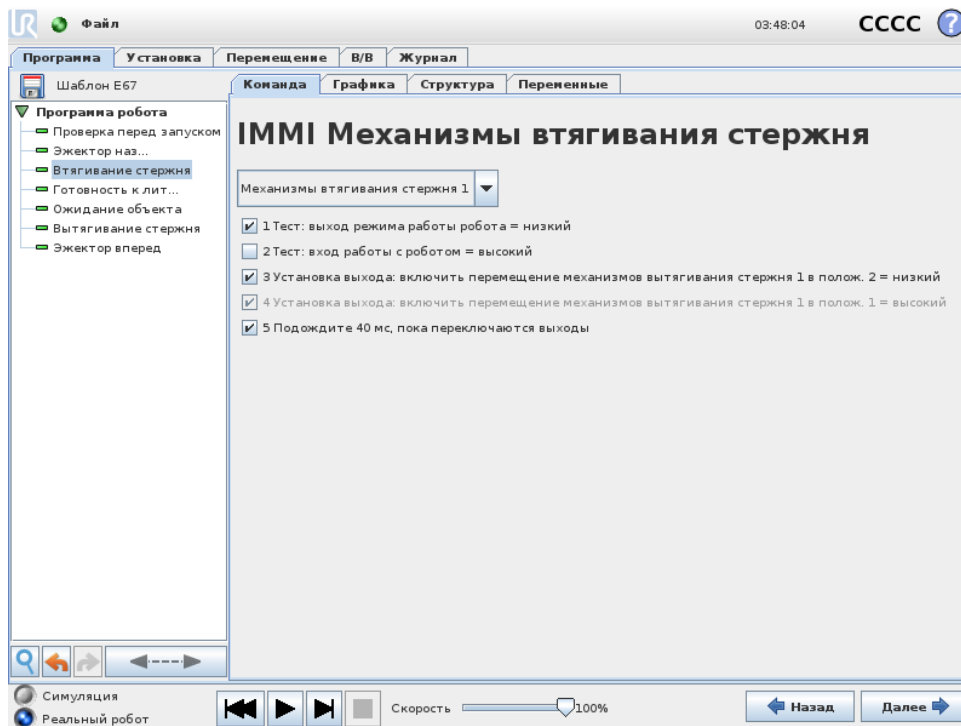 UR Файл 03:48:04 CCCC ?
Программа Установка Перемещение В/В Журнал
Шаблон E67 Команда Графика Структура Переменные
Программа робота
Проверка перед запуском
Эжектор наз...
Втягивание стержня
Готовность к лит...
Ожидание объекта
Вытягивание стержня
Эжектор вперед
IMMI Механизмы втягивания стержня
Механизмы втягивания стержня 1
1 Тест: выход режима работы робота = низкий
2 Тест: вход работы с роботом = высокий
3 Установка выхода: включить перемещение механизмов вытягивания стержня 1 в полож. 2 = низкий
4 Установка выхода: включить перемещение механизмов вытягивания стержня 1 в полож. 1 = высокий
5 Подождите 40 мс, пока переключаются выходы
Симуляция
Реальный робот
Скорость 100%
Назад Далее